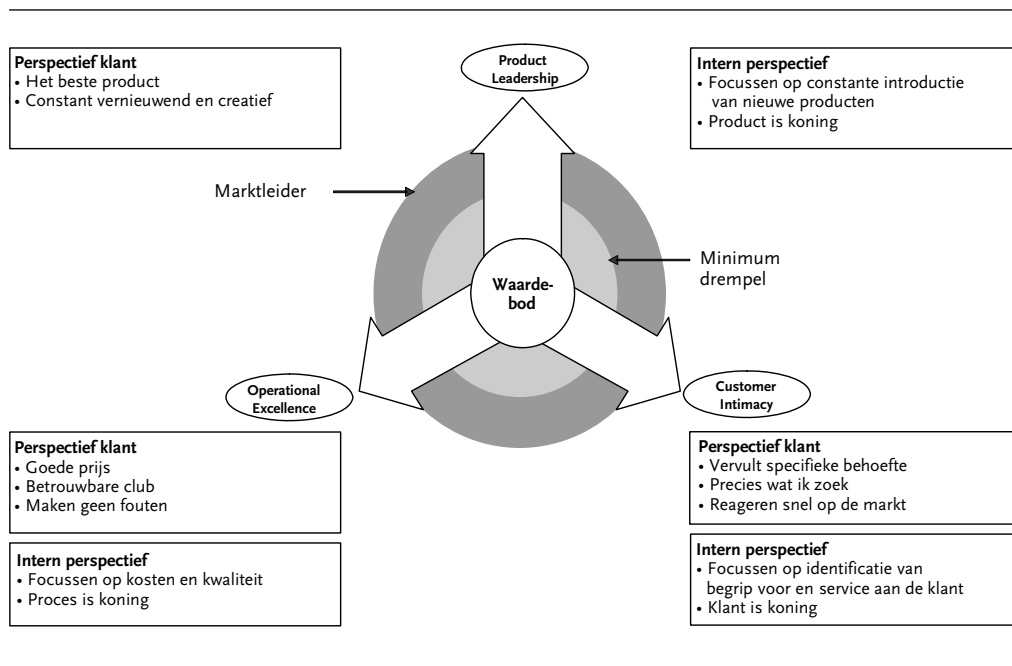 Perspectief klant
• Het beste product
• Constant vernieuwend en creatief
Product
Leadership
Intern perspectief
• Focussen op constante introductie
van nieuwe producten
• Product is koning
Marktleider
Minimum
drempel
Waarde-
bod
Operational
Excellence
Customer
Intimacy
Perspectief klant
• Goede prijs
• Betrouwbare club
• Maken geen fouten
Intern perspectief
• Focussen op kosten en kwaliteit
• Proces is koning
Perspectief klant
• Vervult specifieke behoefte
• Precies wat ik zoek
• Reageren snel op de markt
Intern perspectief
• Focussen op identificatie van
begrip voor en service aan de klant
• Klant is koning